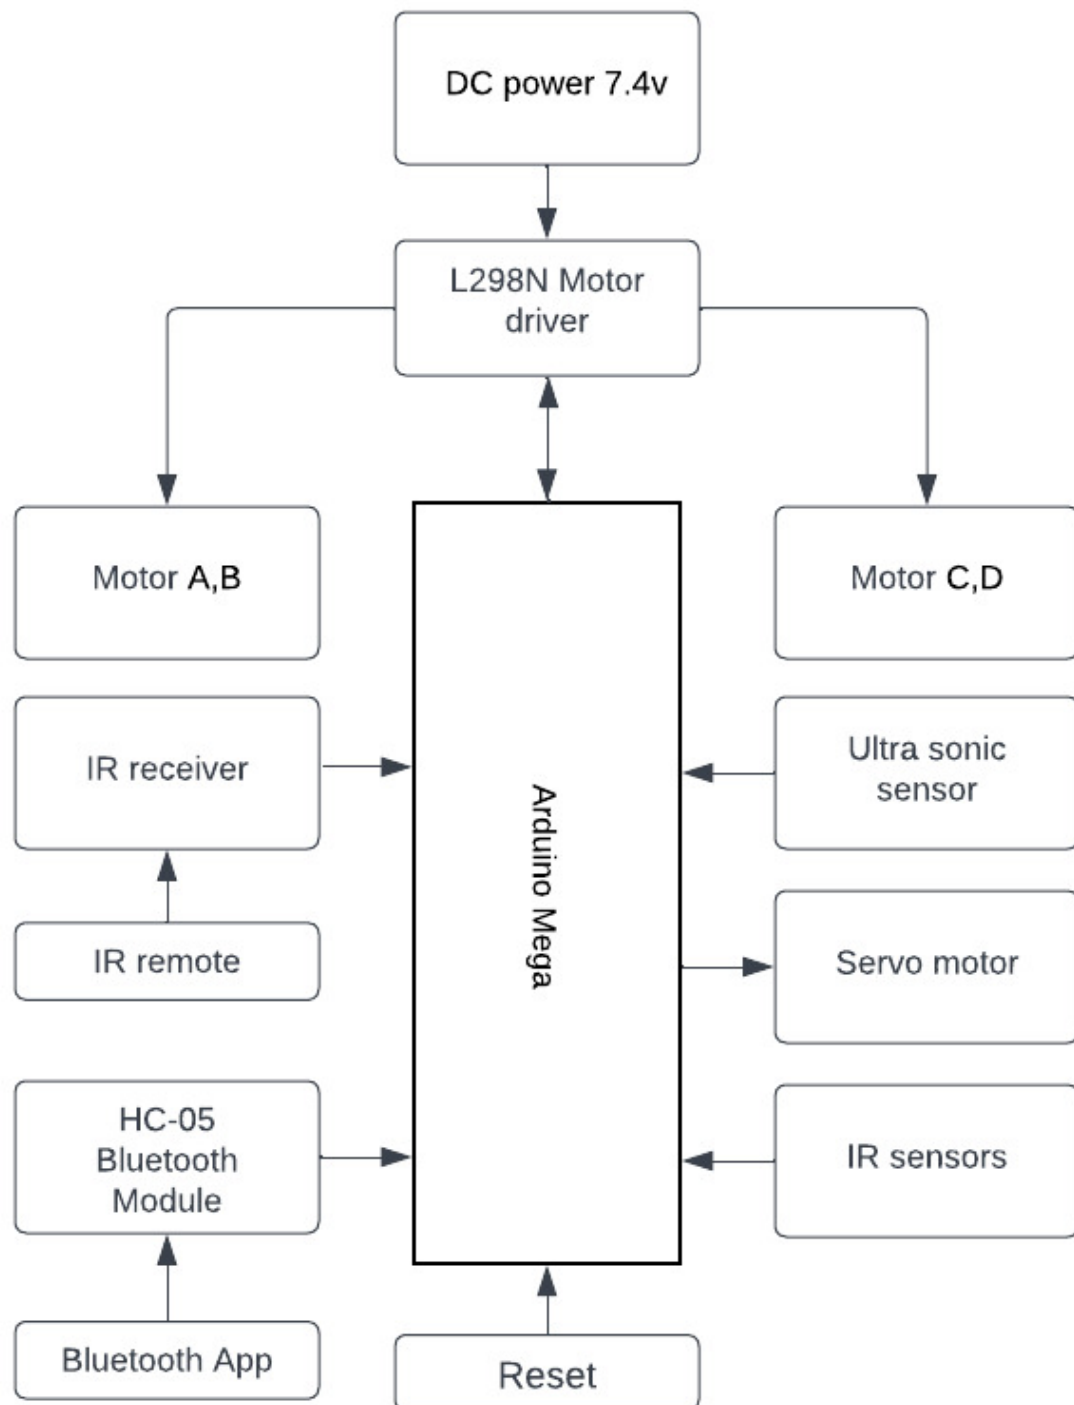 DC power 7.4v
L298N Motor
driver
Motor A,B
Motor C,D
IR receiver
Ultra sonic
sensor
Arduino Mega
IR remote
Servo motor
HC-05
Bluetooth
Module
IR sensors
Bluetooth App
Reset